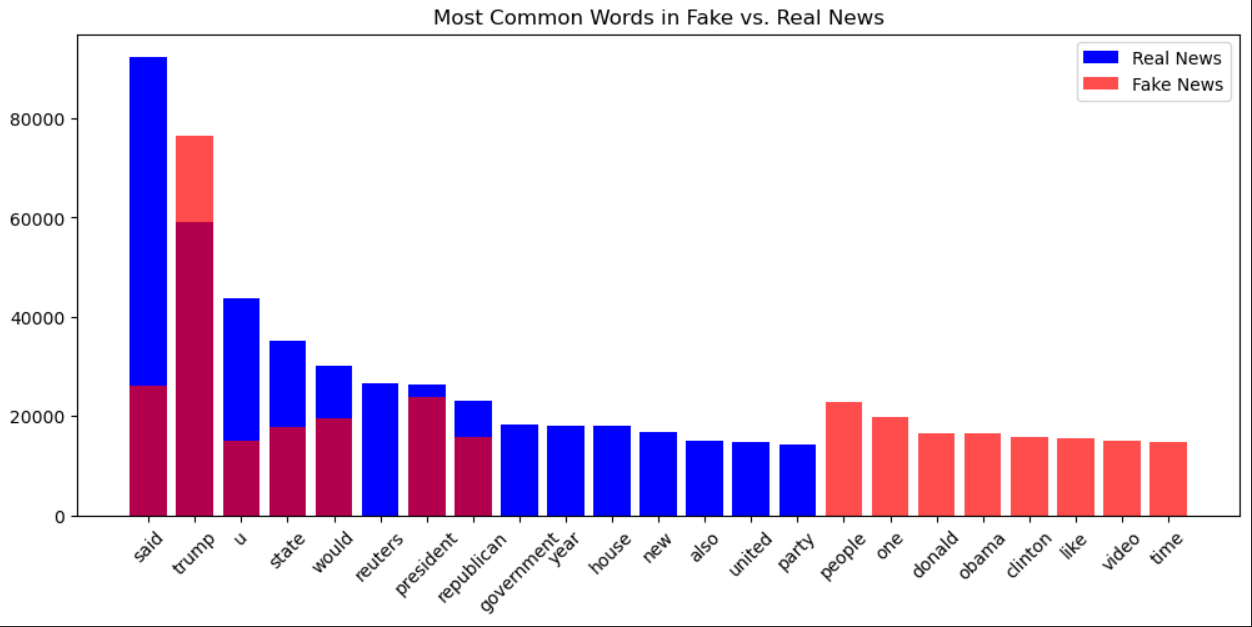 Most Common Words in Fake vs. Real News
Real News
Fake News
80000
60000
40000
20000
0
said
trump
u
state
would
reuters
president
republican
government
year
house
new
also
united
party
people
one
donald
obama
clinton
like
video
time